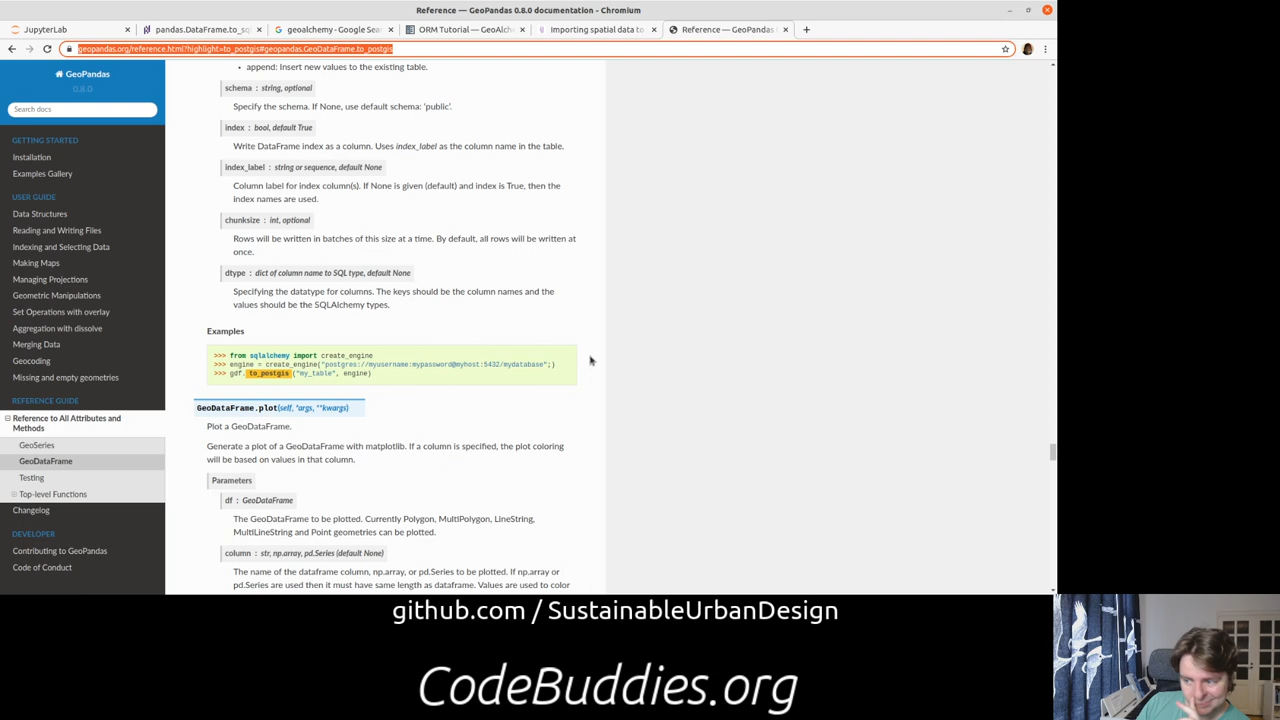 Reference — GeoPandas 0.8.0 documentation - Chromium
JupyterLab
pandas.DataFrame.to_sq
geoalchemy - Google Sea
ORM Tutorial — GeoAlch
Importing spatial data to
Reference — GeoPandas
geopandas.org/reference.html?highlight=to_postgis#geopandas.GeoDataFrame.to_postgis
GeoPandas
0.8.0
Search docs
GETTING STARTED
Installation
Examples Gallery
USER GUIDE
Data Structures
Reading and Writing Files
Indexing and Selecting Data
Making Maps
Managing Projections
Geometric Manipulations
Set Operations with overlay
Aggregation with dissolve
Merging Data
Geocoding
Missing and empty geometries
REFERENCE GUIDE
Reference to All Attributes and
Methods
GeoSeries
GeoDataFrame
Testing
Top-level Functions
Changelog
DEVELOPER
Contributing to GeoPandas
Code of Conduct
• append: Insert new values to the existing table.
schema : string, optional
Specify the schema. If None, use default schema: ‘public’.
index : bool, default True
Write DataFrame index as a column. Uses index_label as the column name in the table.
index_label : string or sequence, default None
Column label for index column(s). If None is given (default) and index is True, then the
index names are used.
chunksize : int, optional
Rows will be written in batches of this size at a time. By default, all rows will be written at
once.
dtype : dict of column name to SQL type, default None
Specifying the datatype for columns. The keys should be the column names and the
values should be the SQLAlchemy types.
Examples
>>> from sqlalchemy import create_engine
>>> engine = create_engine("postgres://myusername:mypassword@myhost:5432/mydatabase";)
>>> gdf.to_postgis("my_table", engine)
GeoDataFrame.plot(self, *args, **kwargs)
Plot a GeoDataFrame.
Generate a plot of a GeoDataFrame with matplotlib. If a column is specified, the plot coloring
will be based on values in that column.
Parameters
df : GeoDataFrame
The GeoDataFrame to be plotted. Currently Polygon, MultiPolygon, LineString,
MultiLineString and Point geometries can be plotted.
column : str, np.array, pd.Series (default None)
The name of the dataframe column, np.array, or pd.Series to be plotted. If np.array or
pd.Series are used then it must have same length as dataframe. Values are used to color
github.com / SustainableUrbanDesign
CodeBuddies.org